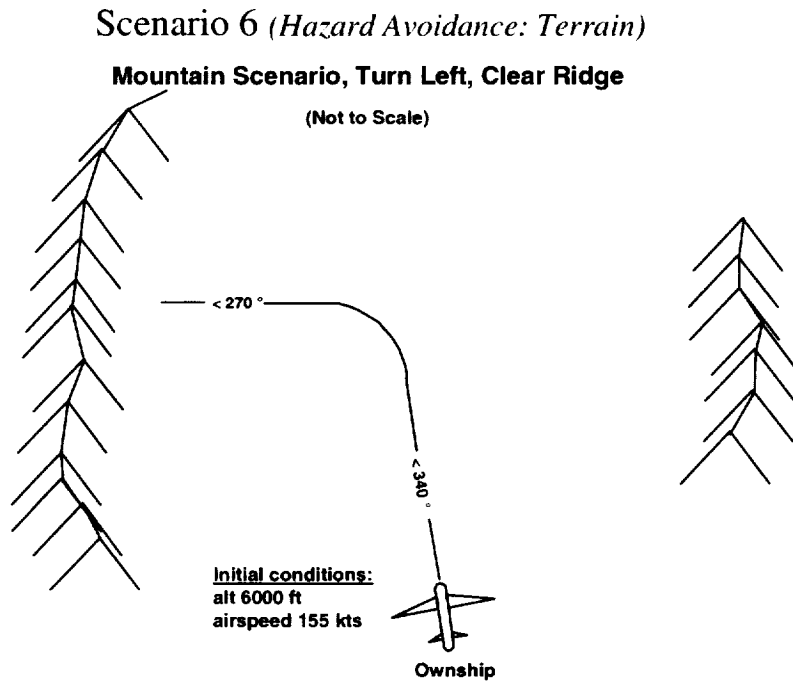 Scenario 6 (Hazard Avoidance: Terrain)
Mountain Scenario, Turn Left, Clear Ridge
(Not to Scale)
< 270 °
< 340 °
Initial conditions:
alt 6000 ft
airspeed 155 kts
Ownship